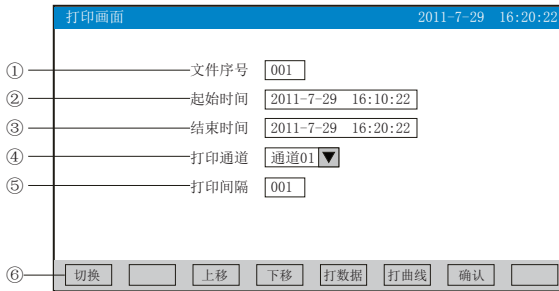 打印画面 2011-7-29 16:20:22
① 文件序号 001
② 起始时间 2011-7-29 16:10:22
③ 结束时间 2011-7-29 16:20:22
④ 打印通道 通道01▼
⑤ 打印间隔 001
⑥ 切换 上移 下移 打数据 打曲线 确认